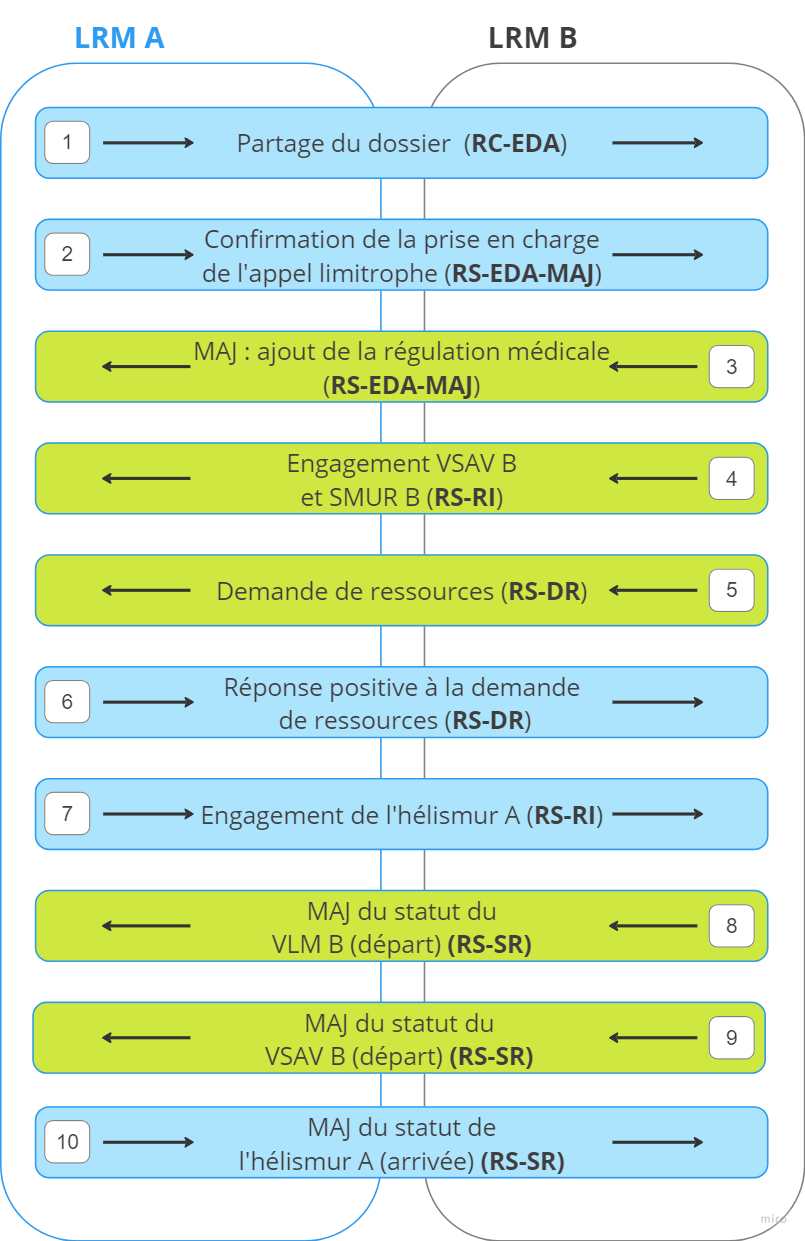 LRM A
LRM B
1
Partage du dossier (RC-EDA)
2
Confirmation de la prise en charge
de l'appel limitrophe (RS-EDA-MAJ)
MAJ : ajout de la régulation médicale
(RS-EDA-MAJ)
3
Engagement VSAV B
et SMUR B (RS-RI)
4
Demande de ressources (RS-DR)
5
6
Réponse positive à la demande
de ressources (RS-DR)
7
Engagement de l'hélismur A (RS-RI)
MAJ du statut du
VLM B (départ) (RS-SR)
8
MAJ du statut du
VSAV B (départ) (RS-SR)
9
10
MAJ du statut de
l'hélismur A (arrivée) (RS-SR)
miro